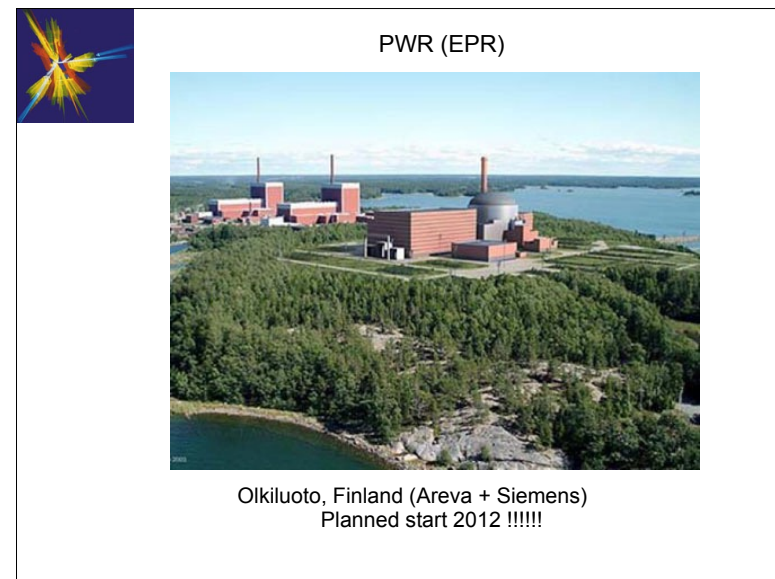 PWR (EPR)
Olkiluoto, Finland (Areva + Siemens)
Planned start 2012 !!!!!!